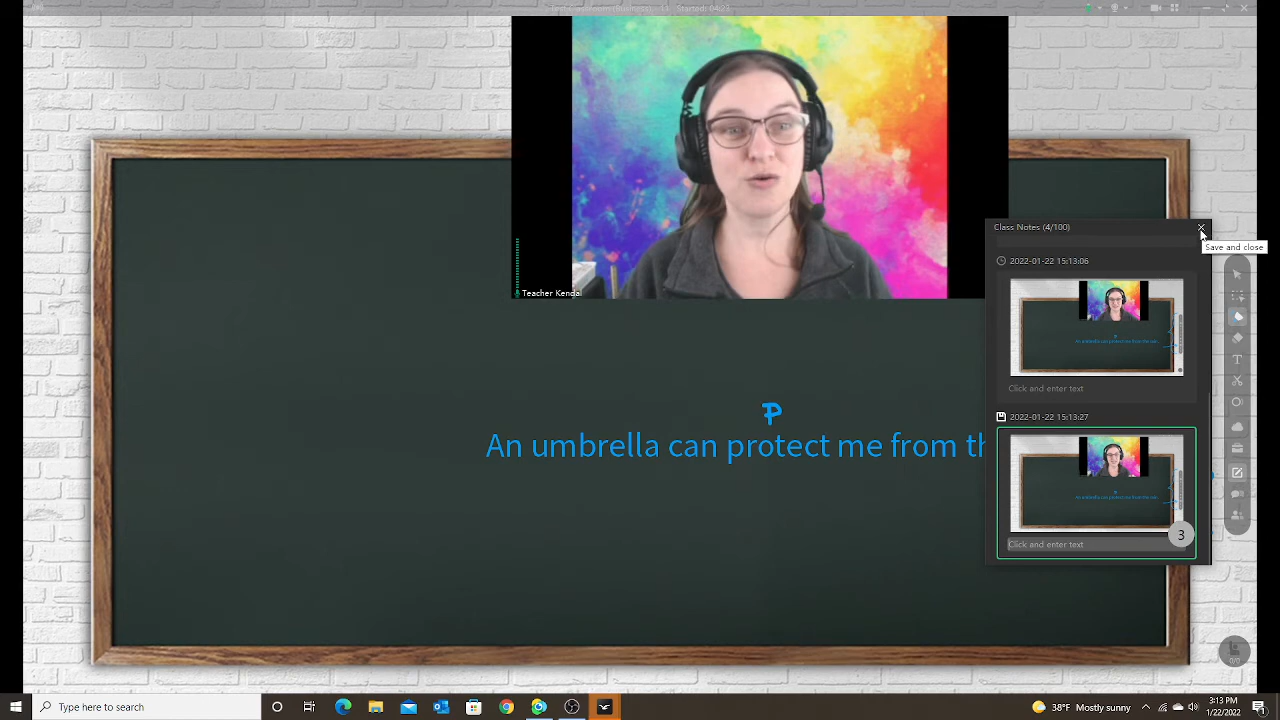 Class Notes (4/100)
Save and close
2022-01-22 15:13:06
Teacher Kendal
Click and enter text
P
An umbrella can protect me from th
2022-01-22 15:13:27
3
Click and enter text
0/0
Type here to search
38°F Mostly sunny
3:13 PM
1/22/2022